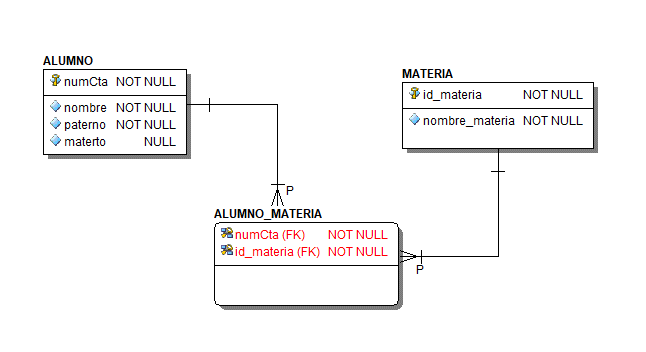 ALUMNO
numCta NOT NULL
nombre NOT NULL
paterno NOT NULL
materto NULL
MATERIA
id_materia NOT NULL
nombre_materia NOT NULL
P
ALUMNO_MATERIA
numCta (FK) NOT NULL
id_materia (FK) NOT NULL
P